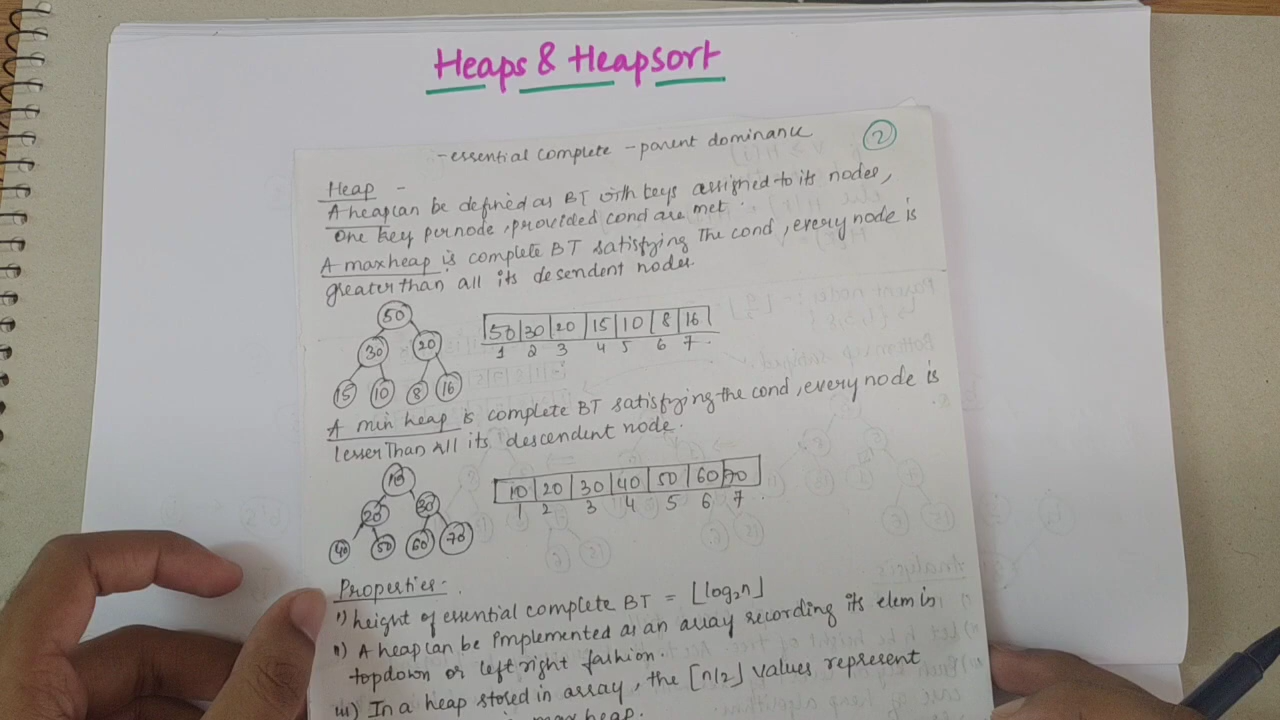 Heaps & Heapsort
-essential complete -parent dominance
2
Heap -
A heap can be defined as BT with keys assigned to its nodes,
one key per node, provided cond are met.
A maxheap is complete BT satisfying the cond, every node is
greater than all its desendent nodes.
50
30 20
15 10 8 16
50 30 20 15 10 8 16
1 2 3 4 5 6 7
A min heap is complete BT satisfying the cond, every node is
lesser than all its descendent node.
10
20 30
40 50 60 70
10 20 30 40 50 60 70
1 2 3 4 5 6 7
Properties.
i) height of essential complete BT = ⌊log₂n⌋
ii) A heap can be implemented as an array recording its elem is
topdown or left right fashion.
iii) In a heap stored in array, the ⌊n/2⌋ values represent
max heap.